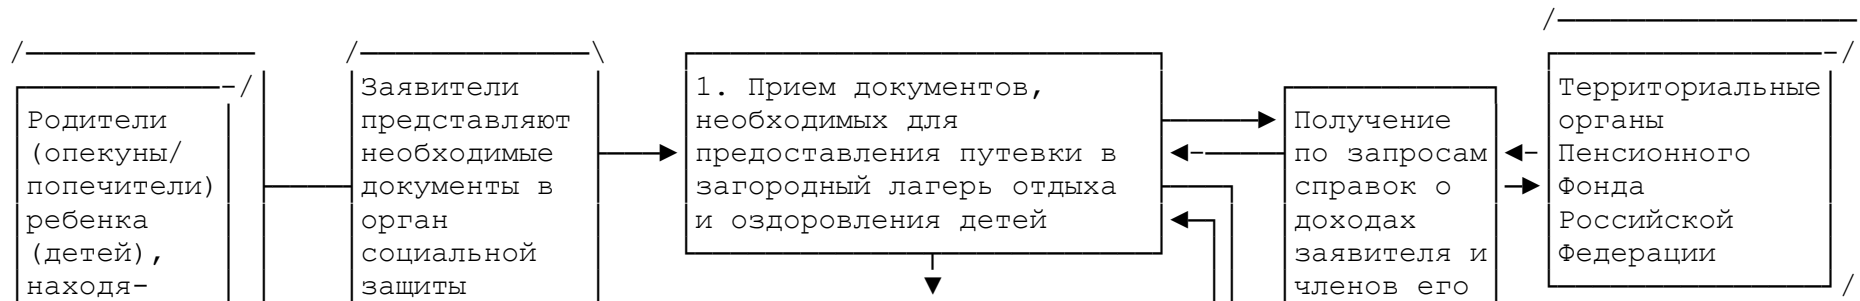 Родители
(опекуны/
попечители)
ребенка
(детей),
находя-
Заявители
представляют
необходимые
документы в
орган
социальной
защиты
1. Прием документов,
необходимых для
предоставления путевки в
загородный лагерь отдыха
и оздоровления детей
Получение
по запросам
справок о
доходах
заявителя и
членов его
Территориальные
органы
Пенсионного
Фонда
Российской
Федерации